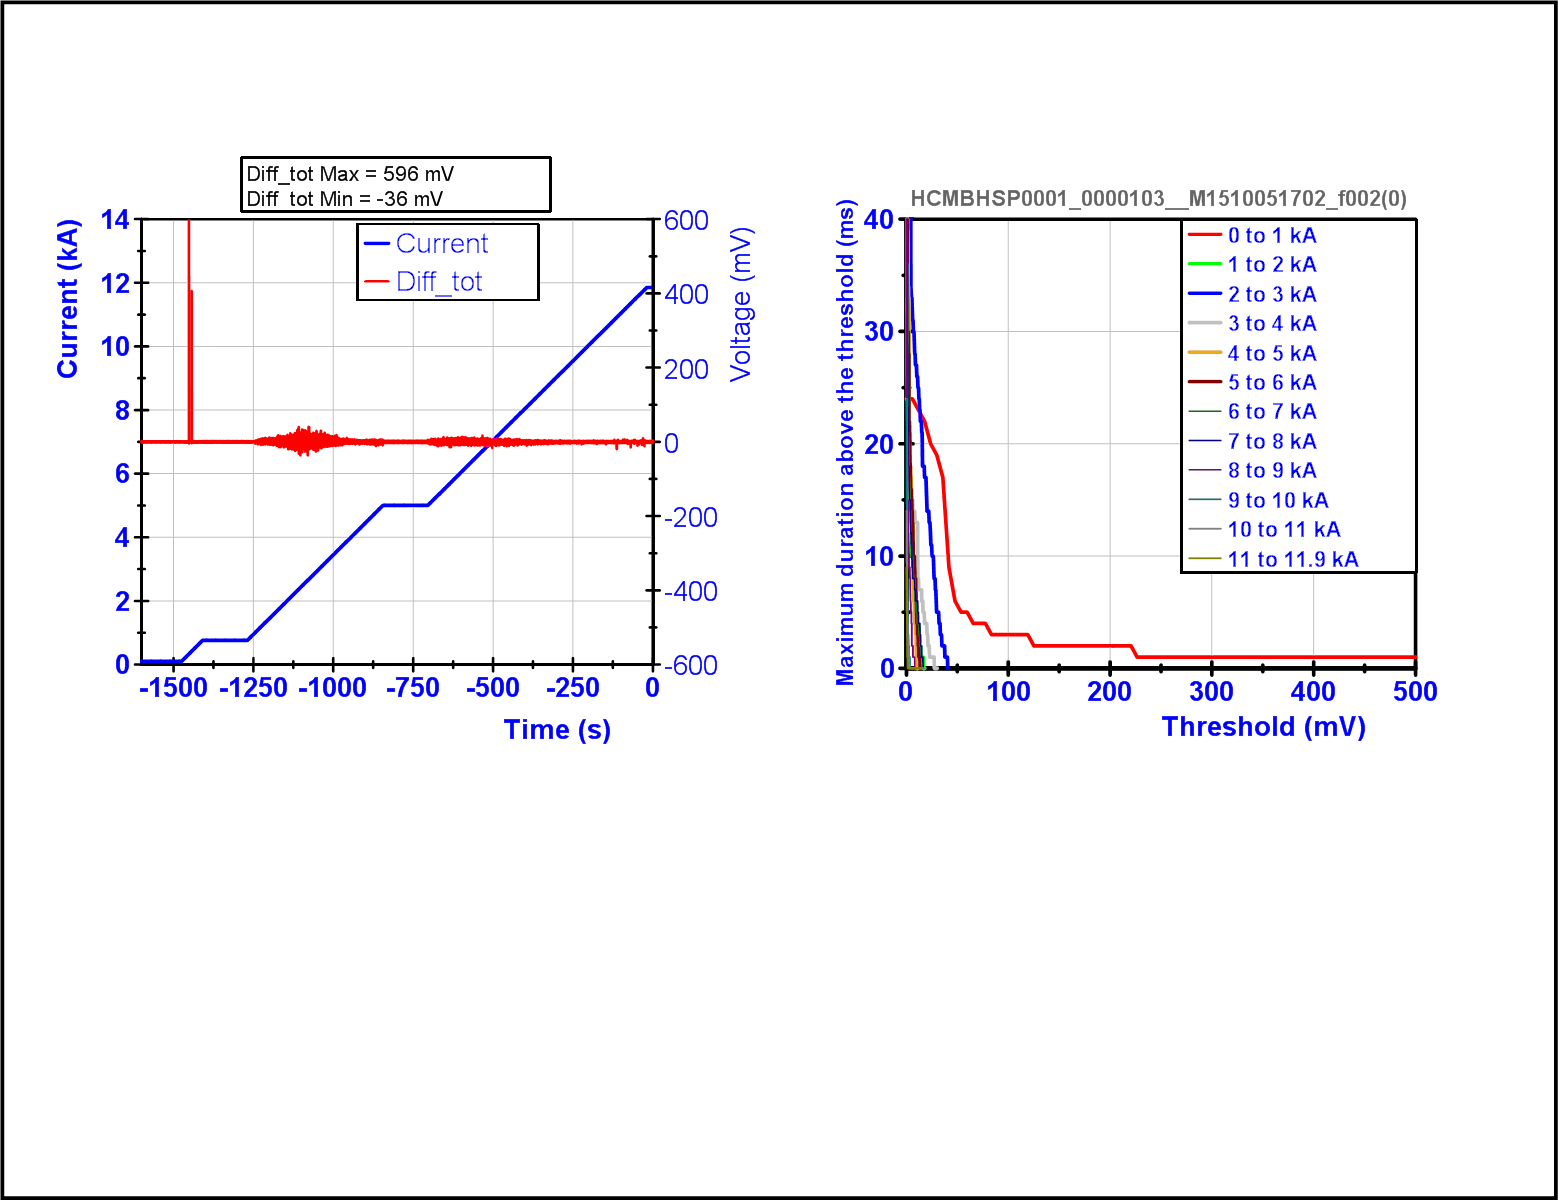 Diff_tot Max = 596 mV
Diff_tot Min = -36 mV
14
12
10
8
6
4
2
0
Current (kA)
Current
Diff_tot
600
400
200
0
-200
-400
-600
Voltage (mV)
-1500 -1250 -1000 -750 -500 -250 0
Time (s)
HCMBHSP0001_0000103__M1510051702_f002(0)
Maximum duration above the threshold (ms)
40
30
20
10
0
0 to 1 kA
1 to 2 kA
2 to 3 kA
3 to 4 kA
4 to 5 kA
5 to 6 kA
6 to 7 kA
7 to 8 kA
8 to 9 kA
9 to 10 kA
10 to 11 kA
11 to 11.9 kA
0 100 200 300 400 500
Threshold (mV)